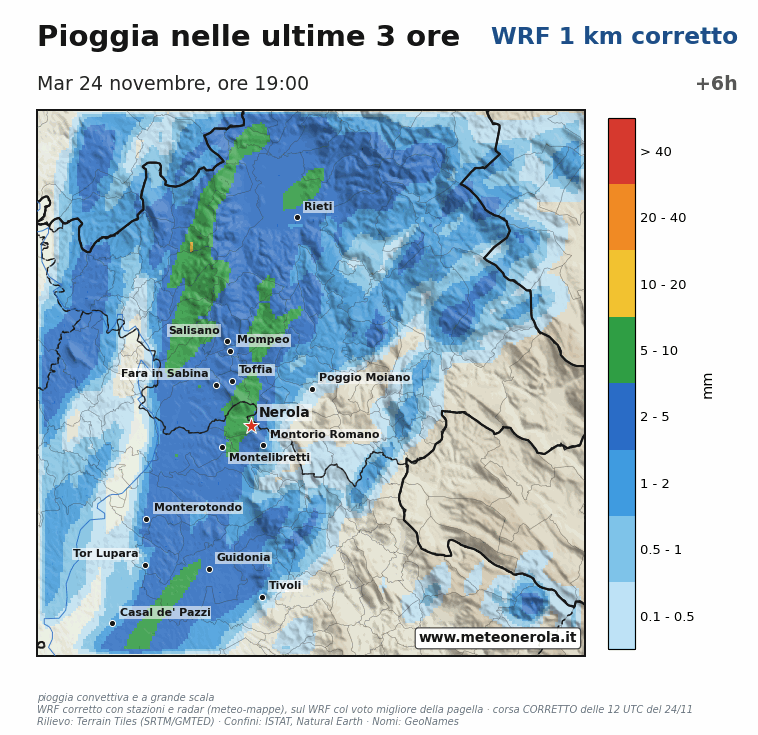 Pioggia nelle ultime 3 ore
WRF 1 km corretto
Mar 24 novembre, ore 19:00
+6h
Rieti
Salisano
Mompeo
Toffia
Fara in Sabina
Poggio Moiano
Nerola
Montorio Romano
Montelibretti
Monterotondo
Tor Lupara
Guidonia
Tivoli
Casal de' Pazzi
www.meteonerola.it
> 40
20 - 40
10 - 20
5 - 10
2 - 5
1 - 2
0.5 - 1
0.1 - 0.5
mm
pioggia convettiva e a grande scala
WRF corretto con stazioni e radar (meteo-mappe), sul WRF col voto migliore della pagella · corsa CORRETTO delle 12 UTC del 24/11
Rilievo: Terrain Tiles (SRTM/GMTED) · Confini: ISTAT, Natural Earth · Nomi: GeoNames